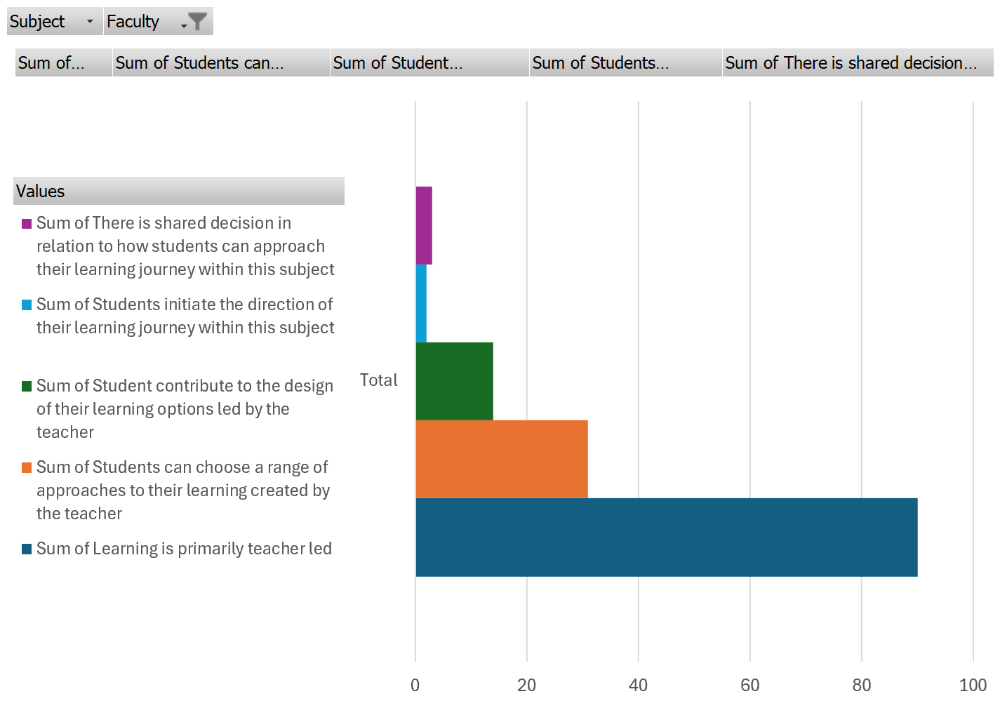 Subject
Faculty
Sum of...
Sum of Students can...
Sum of Student...
Sum of Students...
Sum of There is shared decision...
Values
Sum of There is shared decision in
relation to how students can approach
their learning journey within this subject
Sum of Students initiate the direction of
their learning journey within this subject
Sum of Student contribute to the design
of their learning options led by the
teacher
Sum of Students can choose a range of
approaches to their learning created by
the teacher
Sum of Learning is primarily teacher led
Total
0 20 40 60 80 100